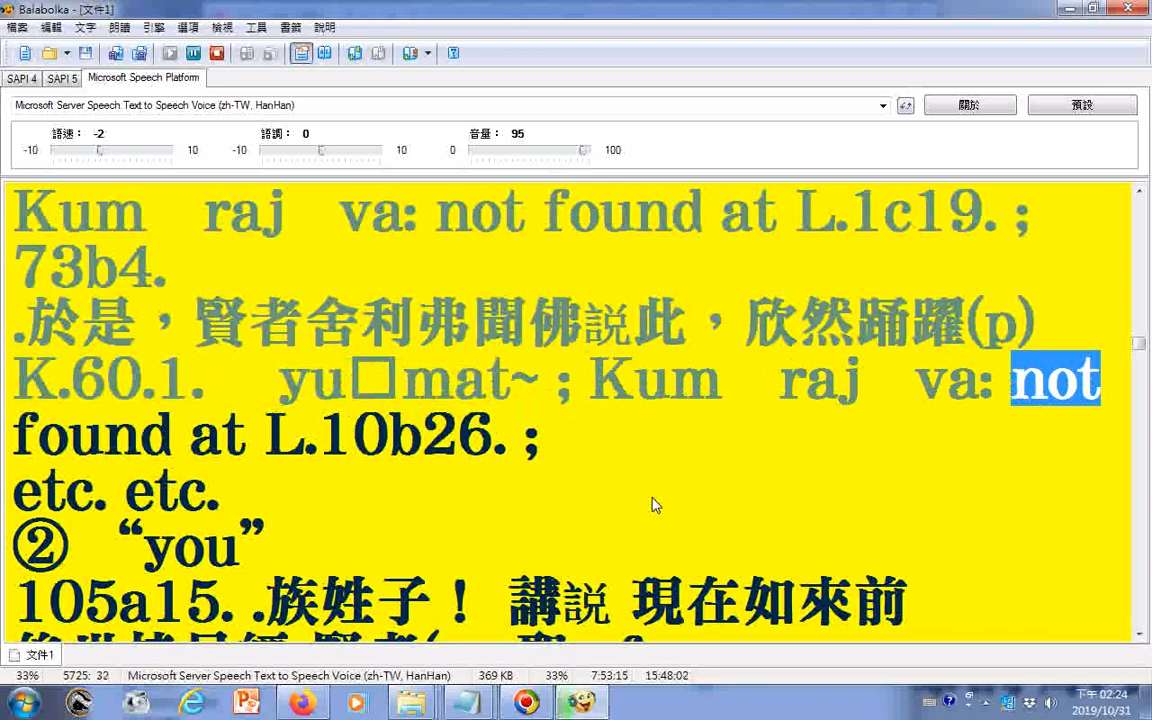 Balabolka - [文件1]
檔案 編輯 文字 朗讀 引擎 選項 檢視 工具 書籤 說明
SAPI 4 SAPI 5 Microsoft Speech Platform
Microsoft Server Speech Text to Speech Voice (zh-TW, HanHan) 關於 預設
語速： -2 語調： 0 音量： 95
-10 10 -10 10 0 100
Kum raj va: not found at L.1c19. ;
73b4.
.於是，賢者舍利弗聞佛説此，欣然踊躍(p)
K.60.1. yu□mat~ ; Kum raj va: not
found at L.10b26. ;
etc. etc.
② “you”
105a15. .族姓子！ 講説 現在如來前
文件1
33% 5725: 32 Microsoft Server Speech Text to Speech Voice (zh-TW, HanHan) 369 KB 33% 7:53:15 15:48:02
下午 02:24
2019/10/31